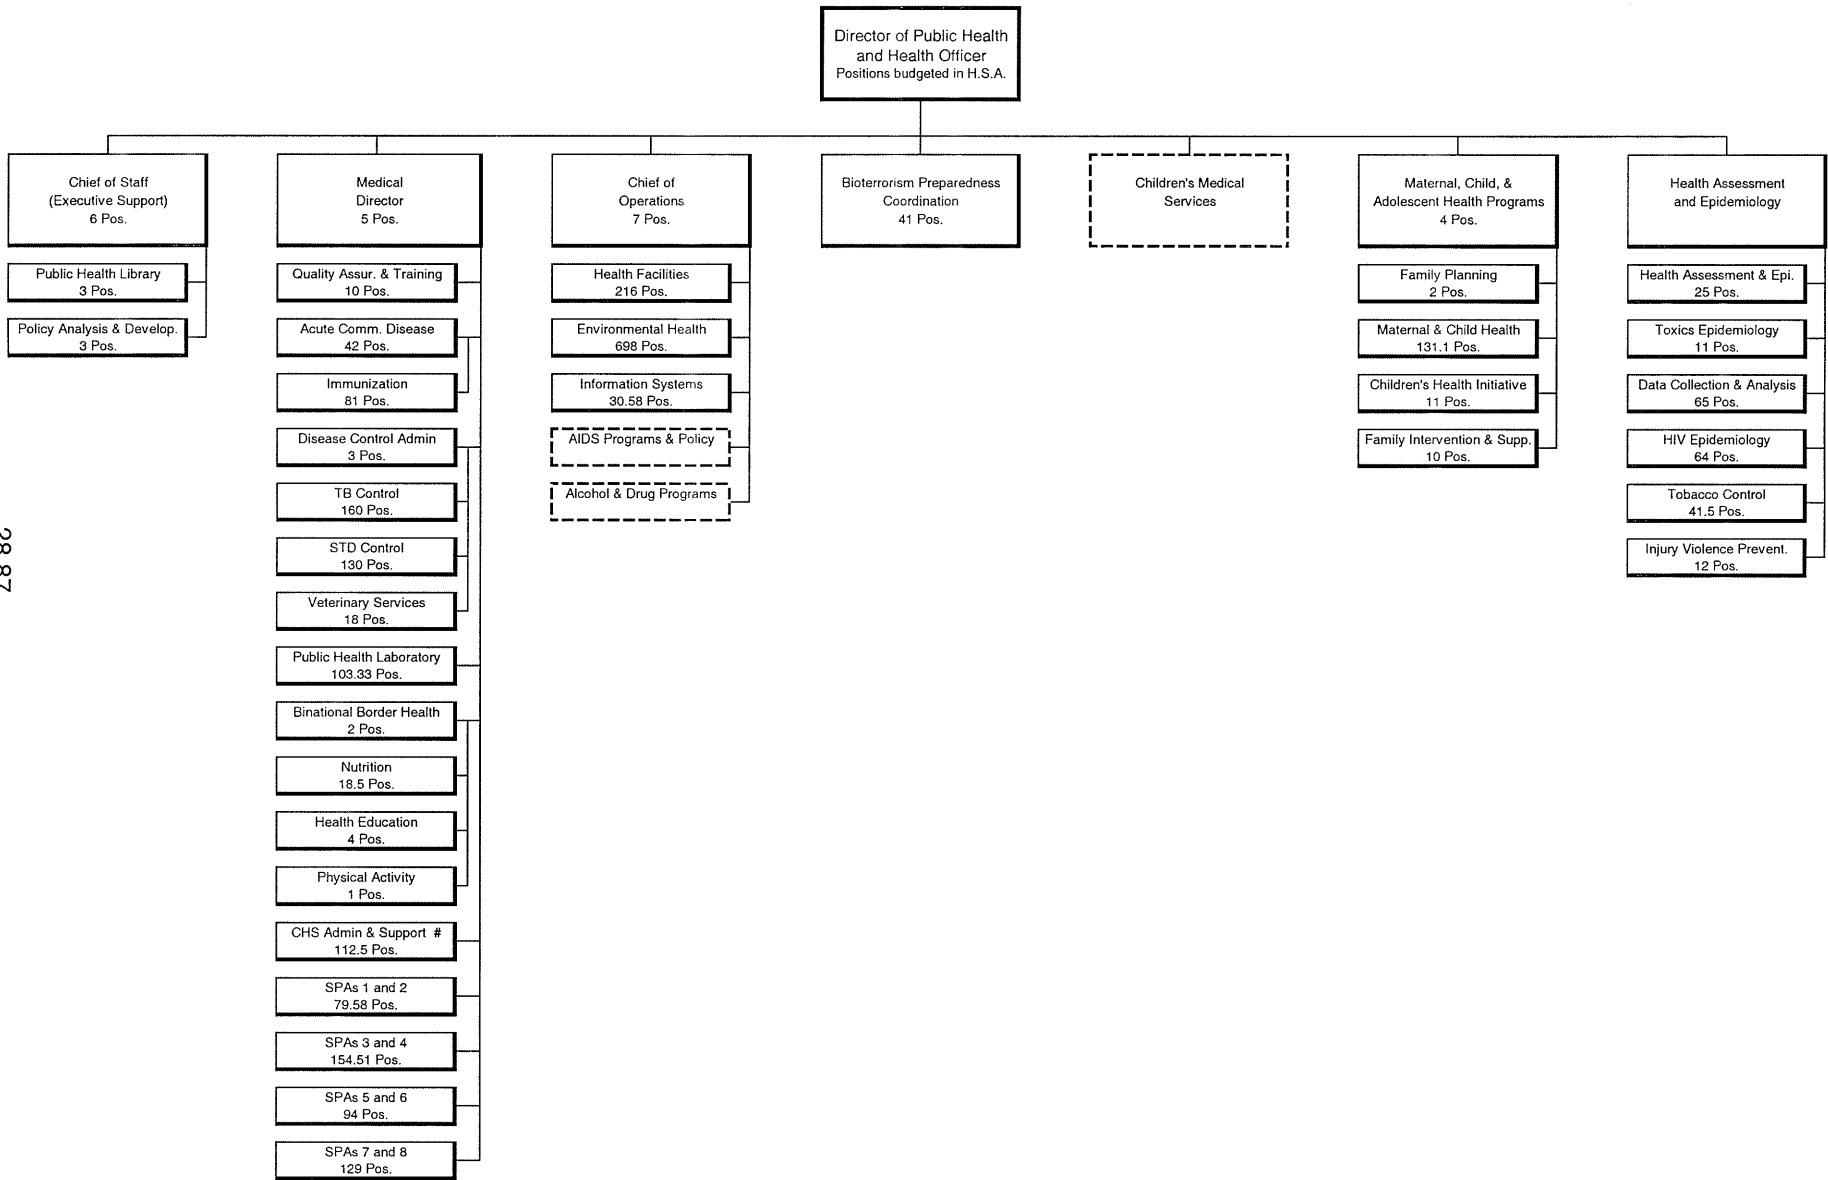 Director of Public Health
and Health Officer
Positions budgeted in H.S.A.
Chief of Staff
(Executive Support)
6 Pos.
Public Health Library
3 Pos.
Policy Analysis & Develop.
3 Pos.
Medical
Director
5 Pos.
Quality Assur. & Training
10 Pos.
Acute Comm. Disease
42 Pos.
Immunization
81 Pos.
Disease Control Admin
3 Pos.
TB Control
160 Pos.
STD Control
130 Pos.
Veterinary Services
18 Pos.
Public Health Laboratory
103.33 Pos.
Binational Border Health
2 Pos.
Nutrition
18.5 Pos.
Health Education
4 Pos.
Physical Activity
1 Pos.
CHS Admin & Support #
112.5 Pos.
SPAs 1 and 2
79.58 Pos.
SPAs 3 and 4
154.51 Pos.
SPAs 5 and 6
94 Pos.
SPAs 7 and 8
129 Pos.
Chief of
Operations
7 Pos.
Health Facilities
216 Pos.
Environmental Health
698 Pos.
Information Systems
30.58 Pos.
AIDS Programs & Policy
Alcohol & Drug Programs
Bioterrorism Preparedness
Coordination
41 Pos.
Children's Medical
Services
Maternal, Child, &
Adolescent Health Programs
4 Pos.
Family Planning
2 Pos.
Maternal & Child Health
131.1 Pos.
Children's Health Initiative
11 Pos.
Family Intervention & Supp.
10 Pos.
Health Assessment
and Epidemiology
Health Assessment & Epi.
25 Pos.
Toxics Epidemiology
11 Pos.
Data Collection & Analysis
65 Pos.
HIV Epidemiology
64 Pos.
Tobacco Control
41.5 Pos.
Injury Violence Prevent.
12 Pos.
28.87